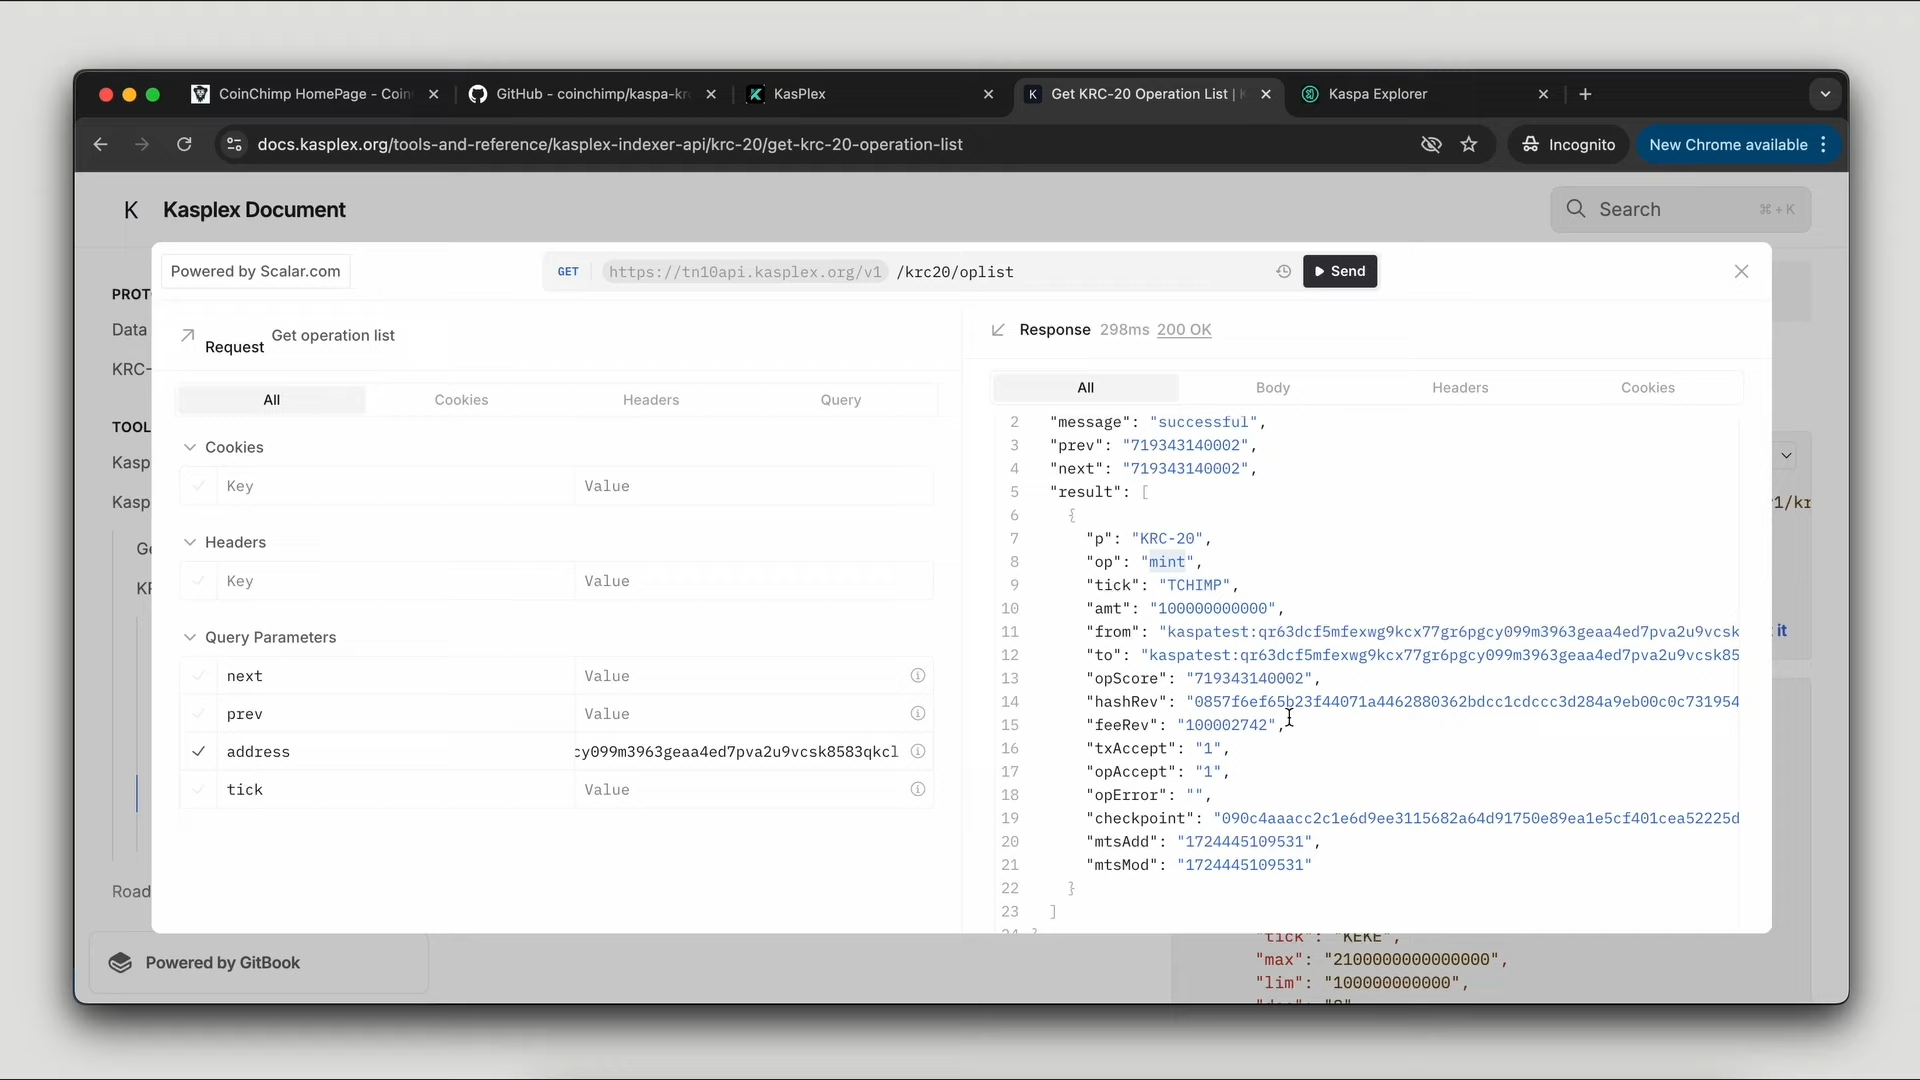 CoinChimp HomePage - Coin
GitHub - coinchimp/kaspa-kr
KasPlex
Get KRC-20 Operation List |
Kaspa Explorer
docs.kasplex.org/tools-and-reference/kasplex-indexer-api/krc-20/get-krc-20-operation-list
Incognito
New Chrome available
K Kasplex Document
Search ⌘+K
Powered by Scalar.com
GET https://tn10api.kasplex.org/v1 /krc20/oplist
Send
PROT
Data
KRC-
TOOL
Kasp
Kasp
Ge
KR
Road
Request
Get operation list
All Cookies Headers Query
Cookies
Key Value
Headers
Key Value
Query Parameters
next Value
prev Value
address cy099m3963geaa4ed7pva2u9vcsk8583qkcl
tick Value
Response 298ms 200 OK
All Body Headers Cookies
2 "message": "successful",
3 "prev": "719343140002",
4 "next": "719343140002",
5 "result": [
6 {
7 "p": "KRC-20",
8 "op": "mint",
9 "tick": "TCHIMP",
10 "amt": "100000000000",
11 "from": "kaspatest:qr63dcf5mfexwg9kcx77gr6pgcy099m3963geaa4ed7pva2u9vcsk
12 "to": "kaspatest:qr63dcf5mfexwg9kcx77gr6pgcy099m3963geaa4ed7pva2u9vcsk85
13 "opScore": "719343140002",
14 "hashRev": "0857f6ef65b23f44071a4462880362bdcc1cdccc3d284a9eb00c0c731954
15 "feeRev": "100002742",
16 "txAccept": "1",
17 "opAccept": "1",
18 "opError": "",
19 "checkpoint": "090c4aaacc2c1e6d9ee3115682a64d91750e89ea1e5cf401cea52225d
20 "mtsAdd": "1724445109531",
21 "mtsMod": "1724445109531"
22 }
23 ]
1/kr
it
Powered by GitBook
"tick": "KEKE",
"max": "2100000000000000",
"lim": "100000000000",